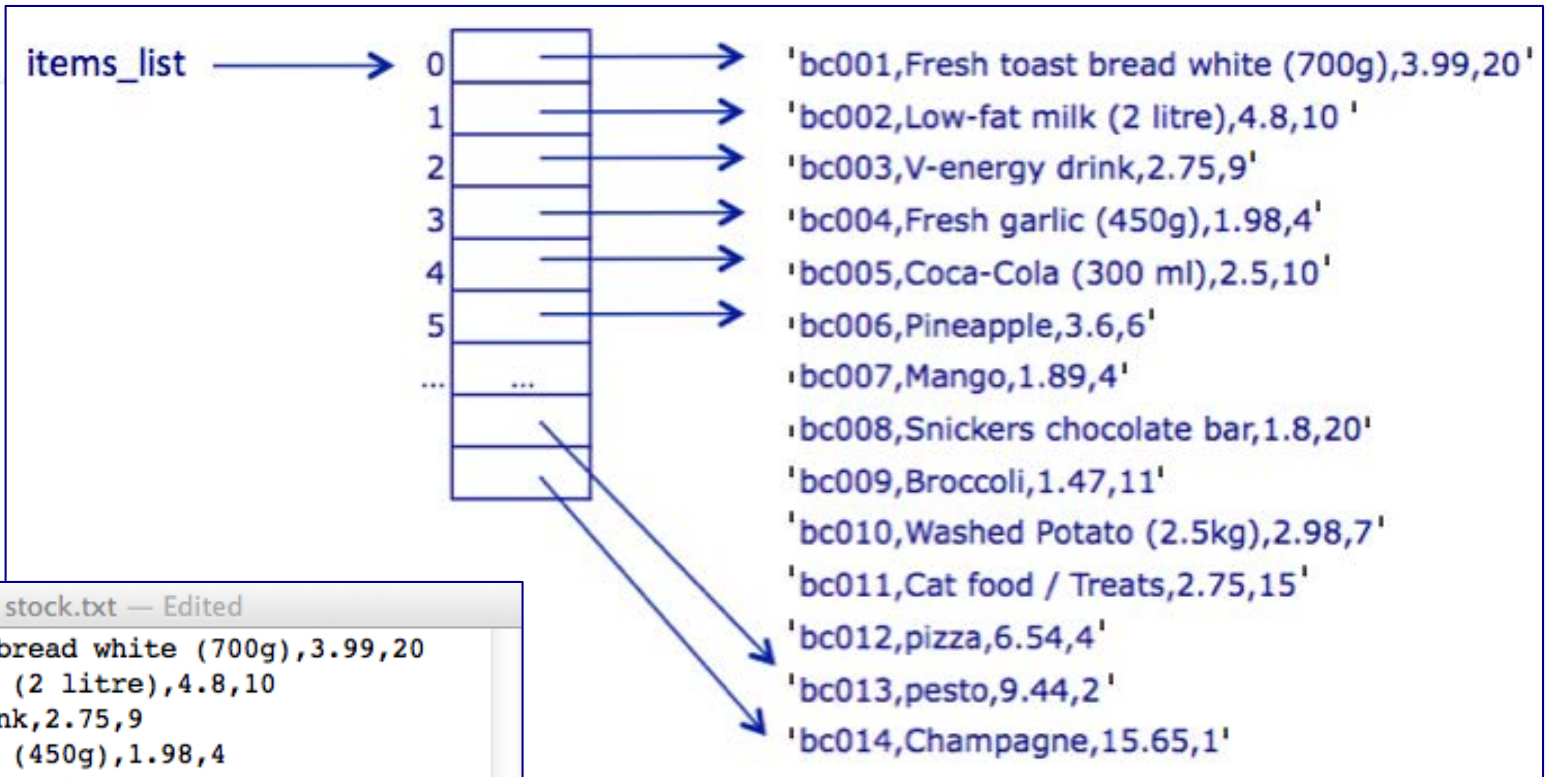 items_list
0 'bc001,Fresh toast bread white (700g),3.99,20'
1 'bc002,Low-fat milk (2 litre),4.8,10 '
2 'bc003,V-energy drink,2.75,9'
3 'bc004,Fresh garlic (450g),1.98,4'
4 'bc005,Coca-Cola (300 ml),2.5,10'
5 'bc006,Pineapple,3.6,6'
... ... 'bc007,Mango,1.89,4'
'bc008,Snickers chocolate bar,1.8,20'
'bc009,Broccoli,1.47,11'
'bc010,Washed Potato (2.5kg),2.98,7'
'bc011,Cat food / Treats,2.75,15'
'bc012,pizza,6.54,4'
'bc013,pesto,9.44,2'
'bc014,Champagne,15.65,1'
stock.txt — Edited
bread white (700g),3.99,20
(2 litre),4.8,10
nk,2.75,9
(450g),1.98,4